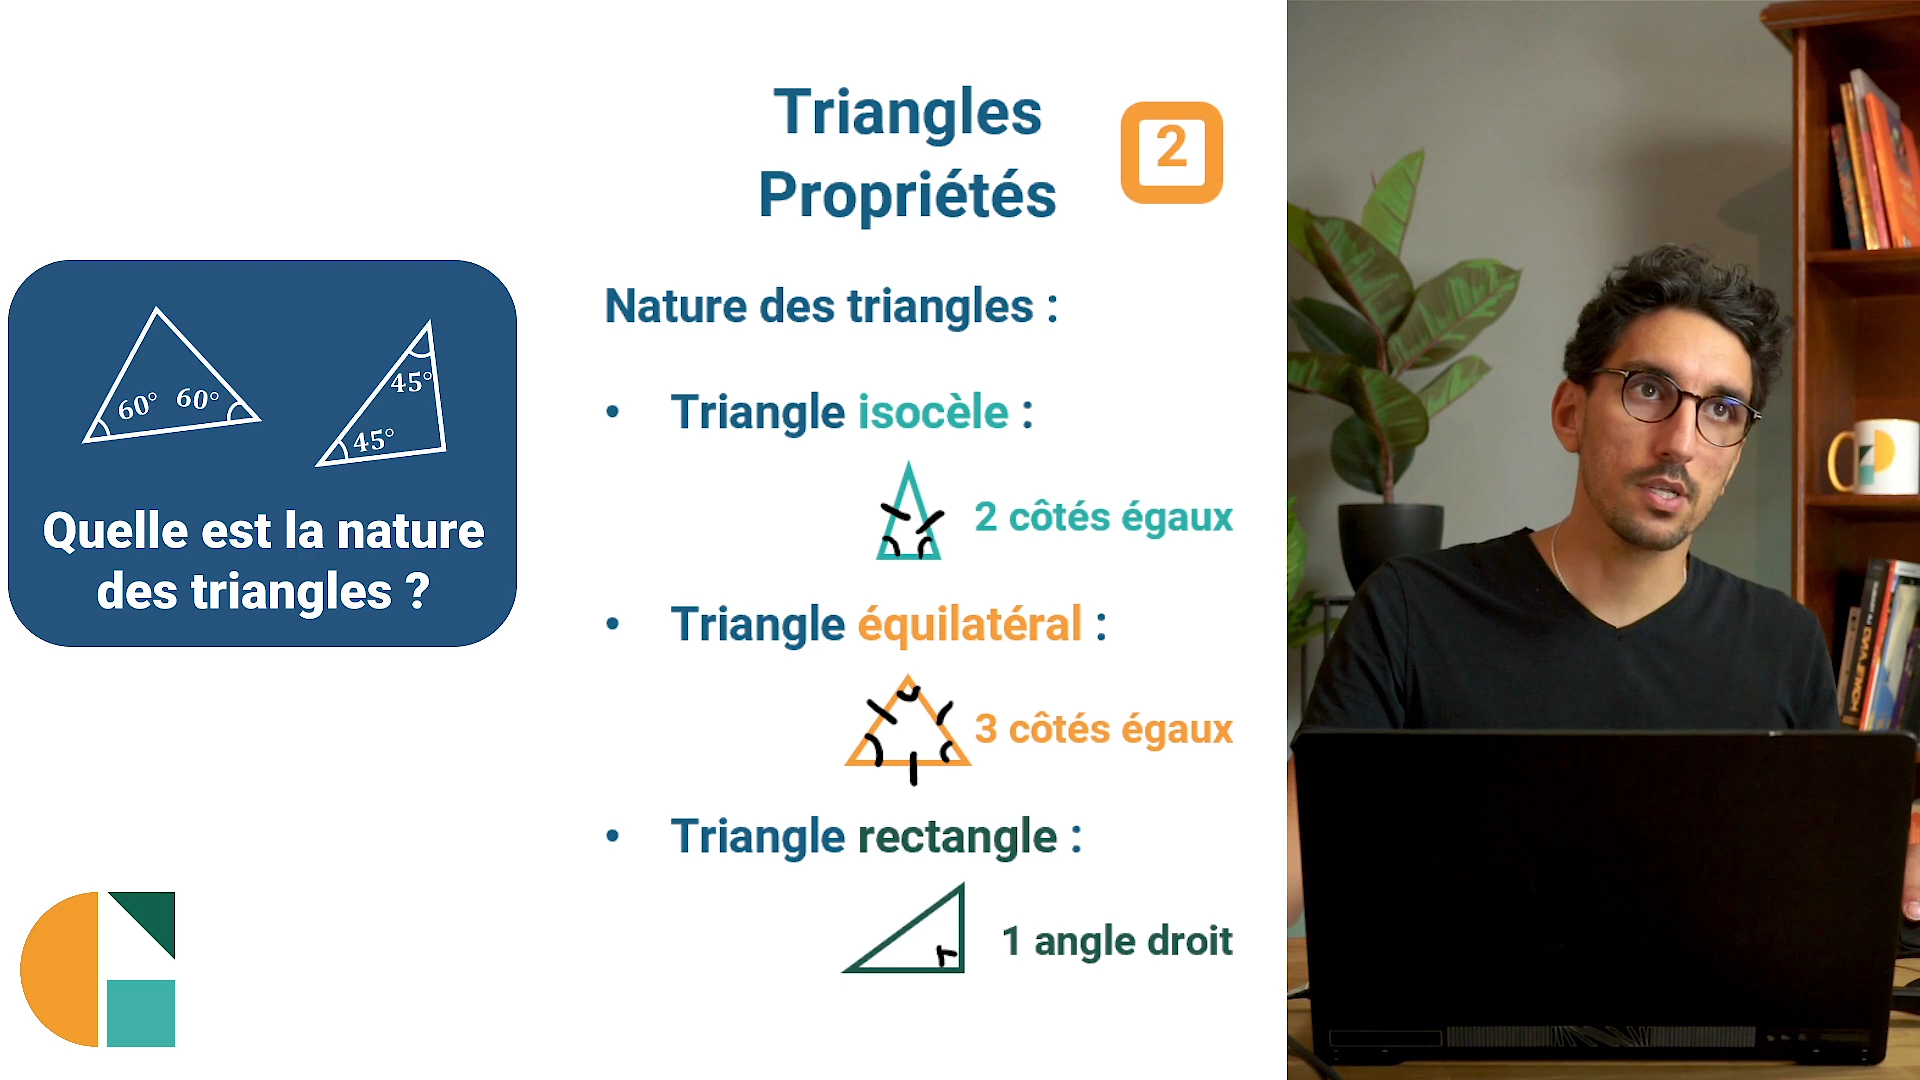 Triangles
Propriétés
2
60° 60°
45°
45°
Quelle est la nature
des triangles ?
Nature des triangles :
• Triangle isocèle :
2 côtés égaux
• Triangle équilatéral :
3 côtés égaux
• Triangle rectangle :
1 angle droit